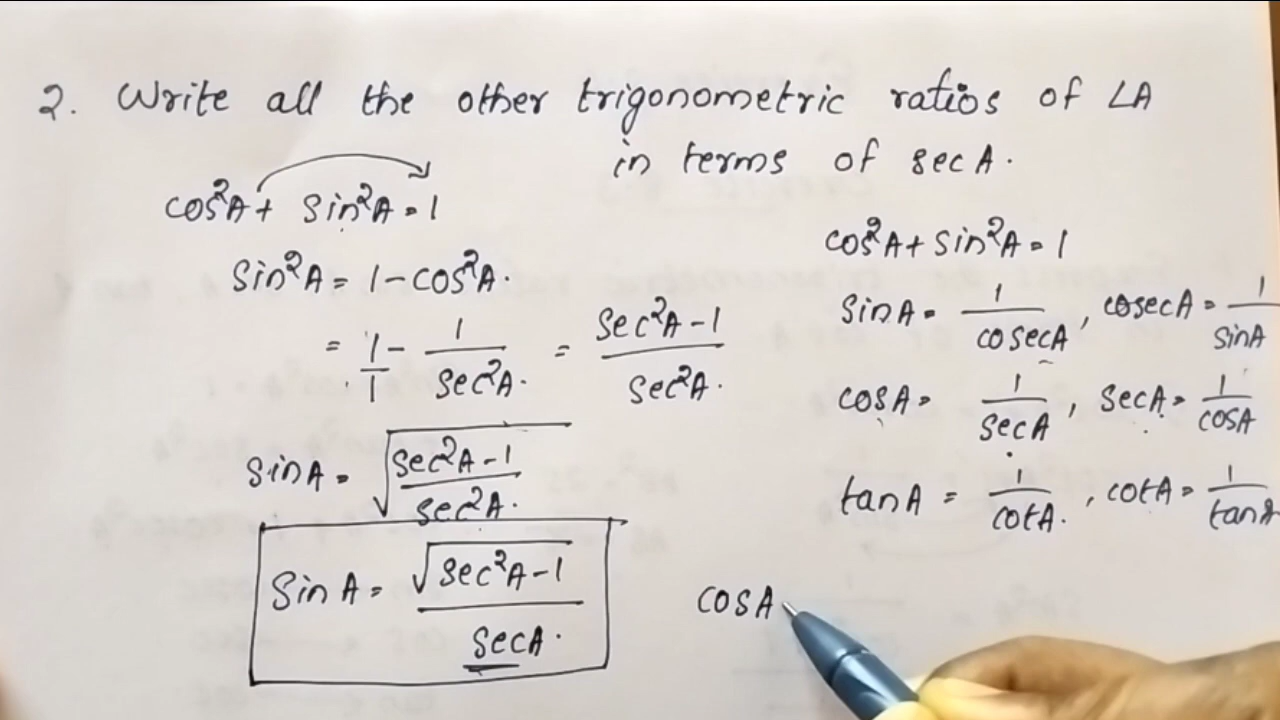 2. Write all the other trigonometric ratios of ∠A
in terms of secA.
cos²A + sin²A = 1
sin²A = 1 - cos²A.
= 1/1 - 1/sec²A. = sec²A - 1/sec²A.
sinA = √(sec²A - 1/sec²A.)
sinA = √(sec²A - 1)/secA.
cos²A + sin²A = 1
sinA = 1/cosecA, cosecA = 1/sinA
cosA = 1/secA, secA = 1/cosA
tanA = 1/cotA., cotA = 1/tanA
cosA